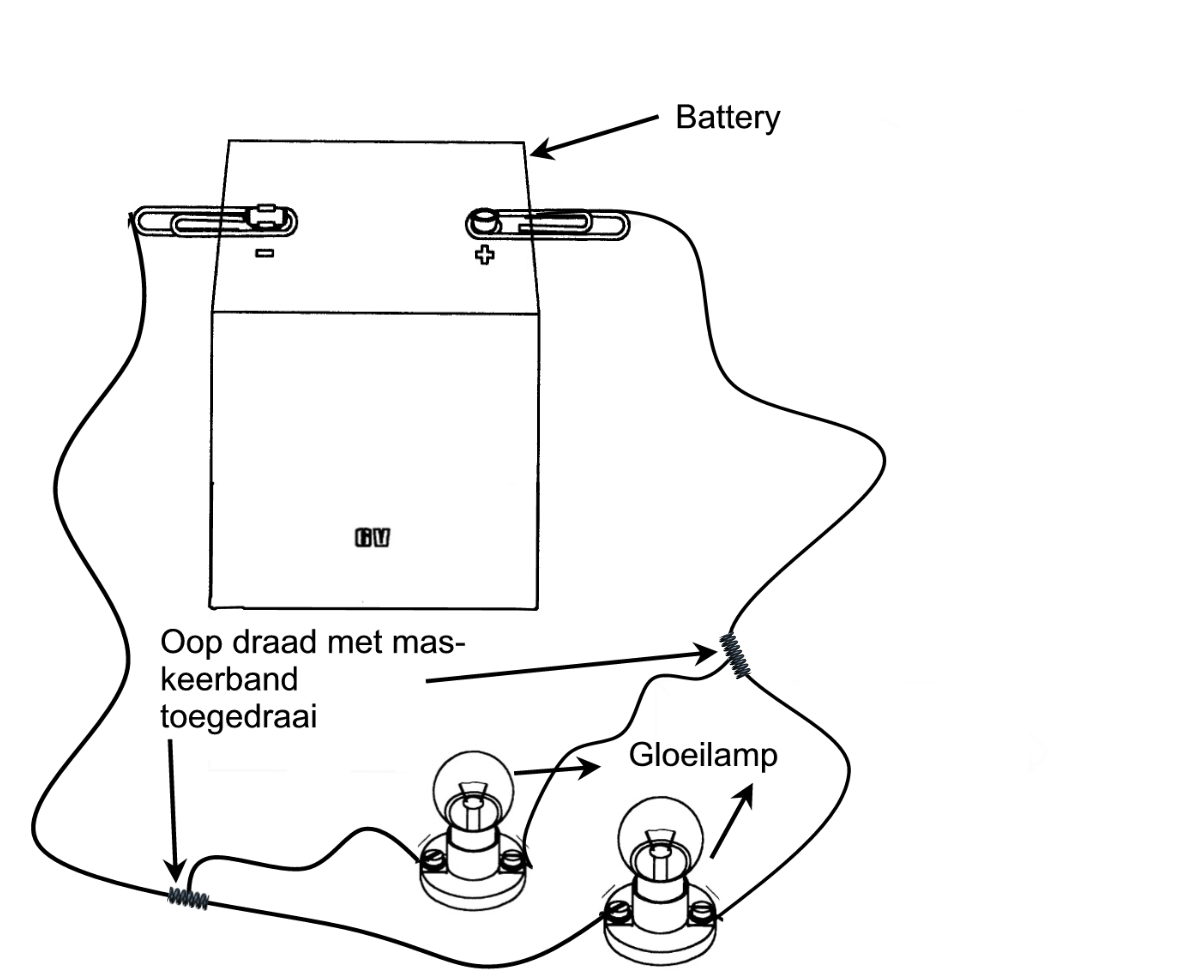 Battery
-
+
6V
Oop draad met mas-
keerband
toegedraai
Gloeilamp